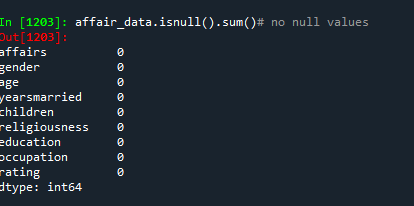 In [1203]: affair_data.isnull().sum()# no null values
Out[1203]:
affairs 0
gender 0
age 0
yearsmarried 0
children 0
religiousness 0
education 0
occupation 0
rating 0
dtype: int64